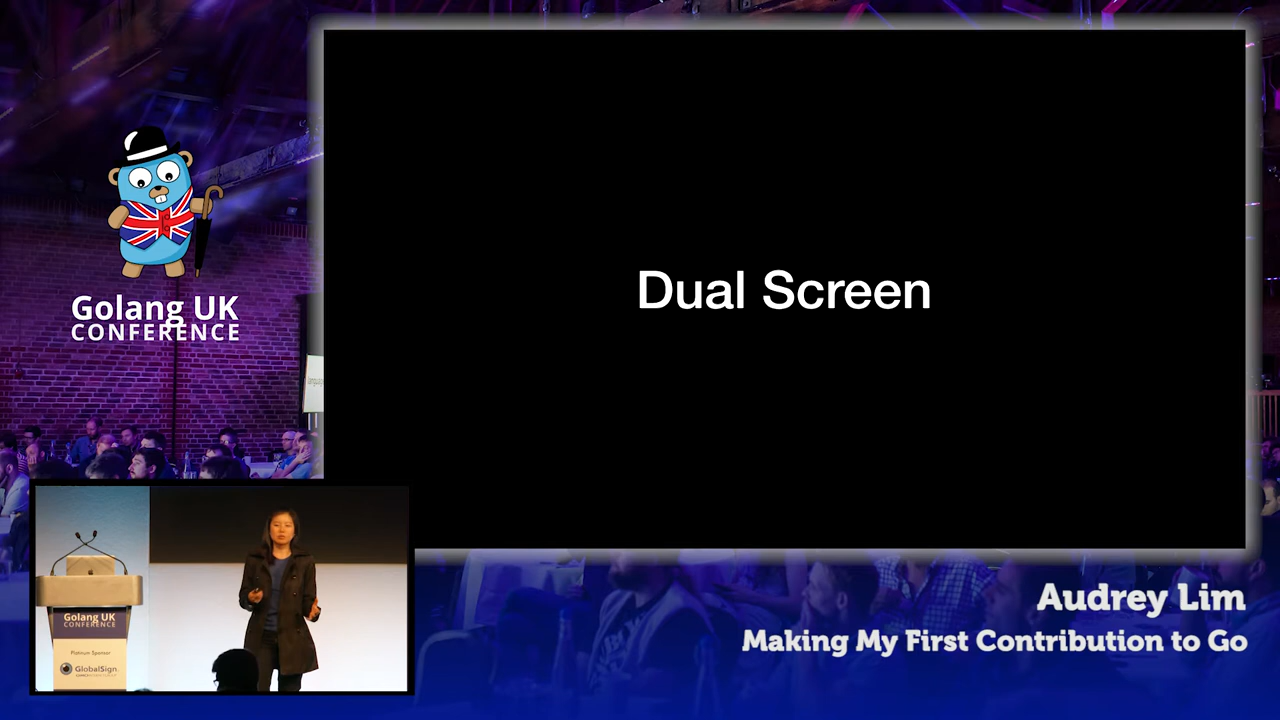 Dual Screen
Golang UK
CONFERENCE
Golang UK
CONFERENCE
Platinum Sponsor
GlobalSign
Audrey Lim
Making My First Contribution to Go